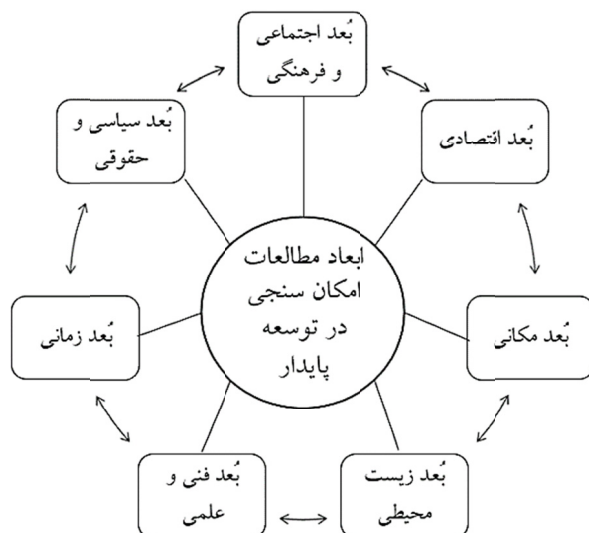 بُعد اجتماعی
و فرهنگی
بُعد اقتصادی
بُعد مکانی
بُعد زیست
محیطی
بُعد فنی و
علمی
بُعد زمانی
بُعد سیاسی و
حقوقی
ابعاد مطالعات
امکان سنجی
در توسعه
پایدار